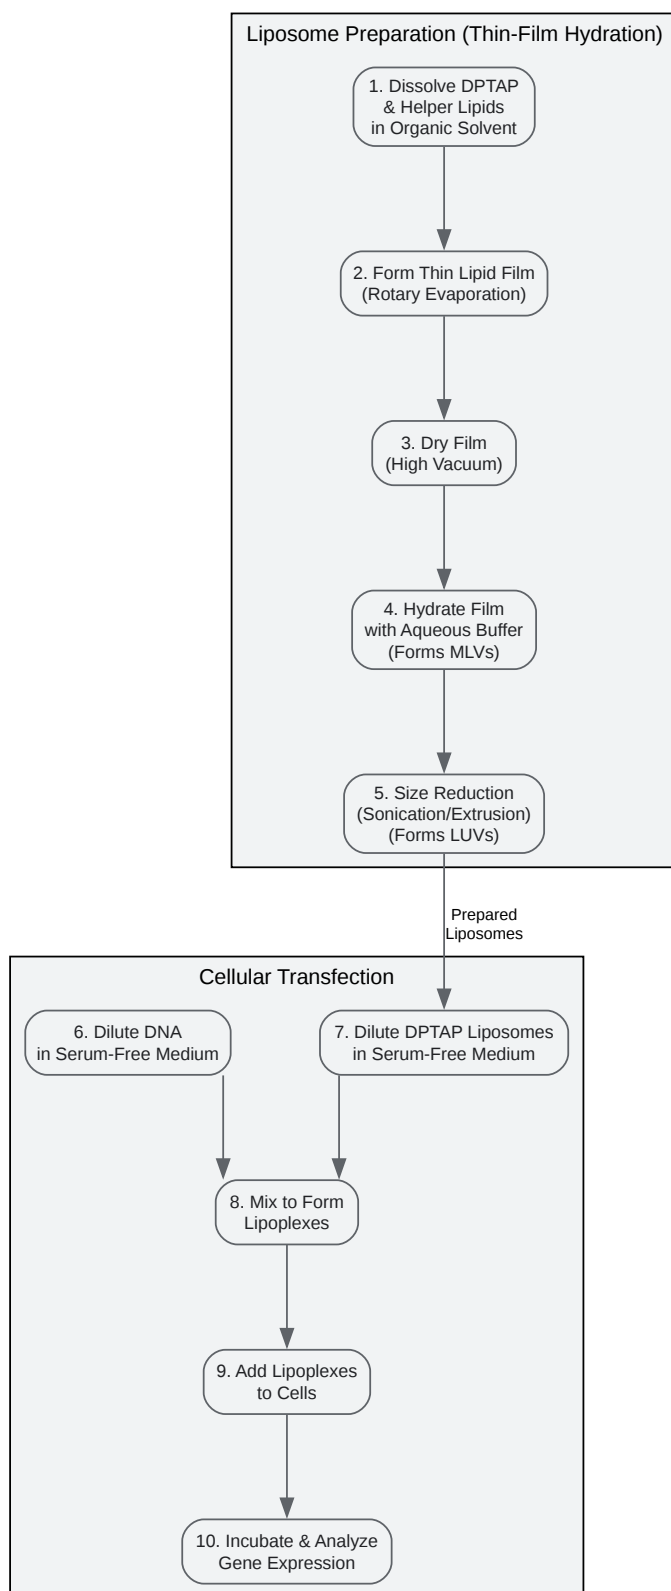 Liposome Preparation (Thin-Film Hydration)
1. Dissolve DPTAP
& Helper Lipids
in Organic Solvent
2. Form Thin Lipid Film
(Rotary Evaporation)
3. Dry Film
(High Vacuum)
4. Hydrate Film
with Aqueous Buffer
(Forms MLVs)
5. Size Reduction
(Sonication/Extrusion)
(Forms LUVs)
Prepared
Liposomes
Cellular Transfection
6. Dilute DNA
in Serum-Free Medium
7. Dilute DPTAP Liposomes
in Serum-Free Medium
8. Mix to Form
Lipoplexes
9. Add Lipoplexes
to Cells
10. Incubate & Analyze
Gene Expression